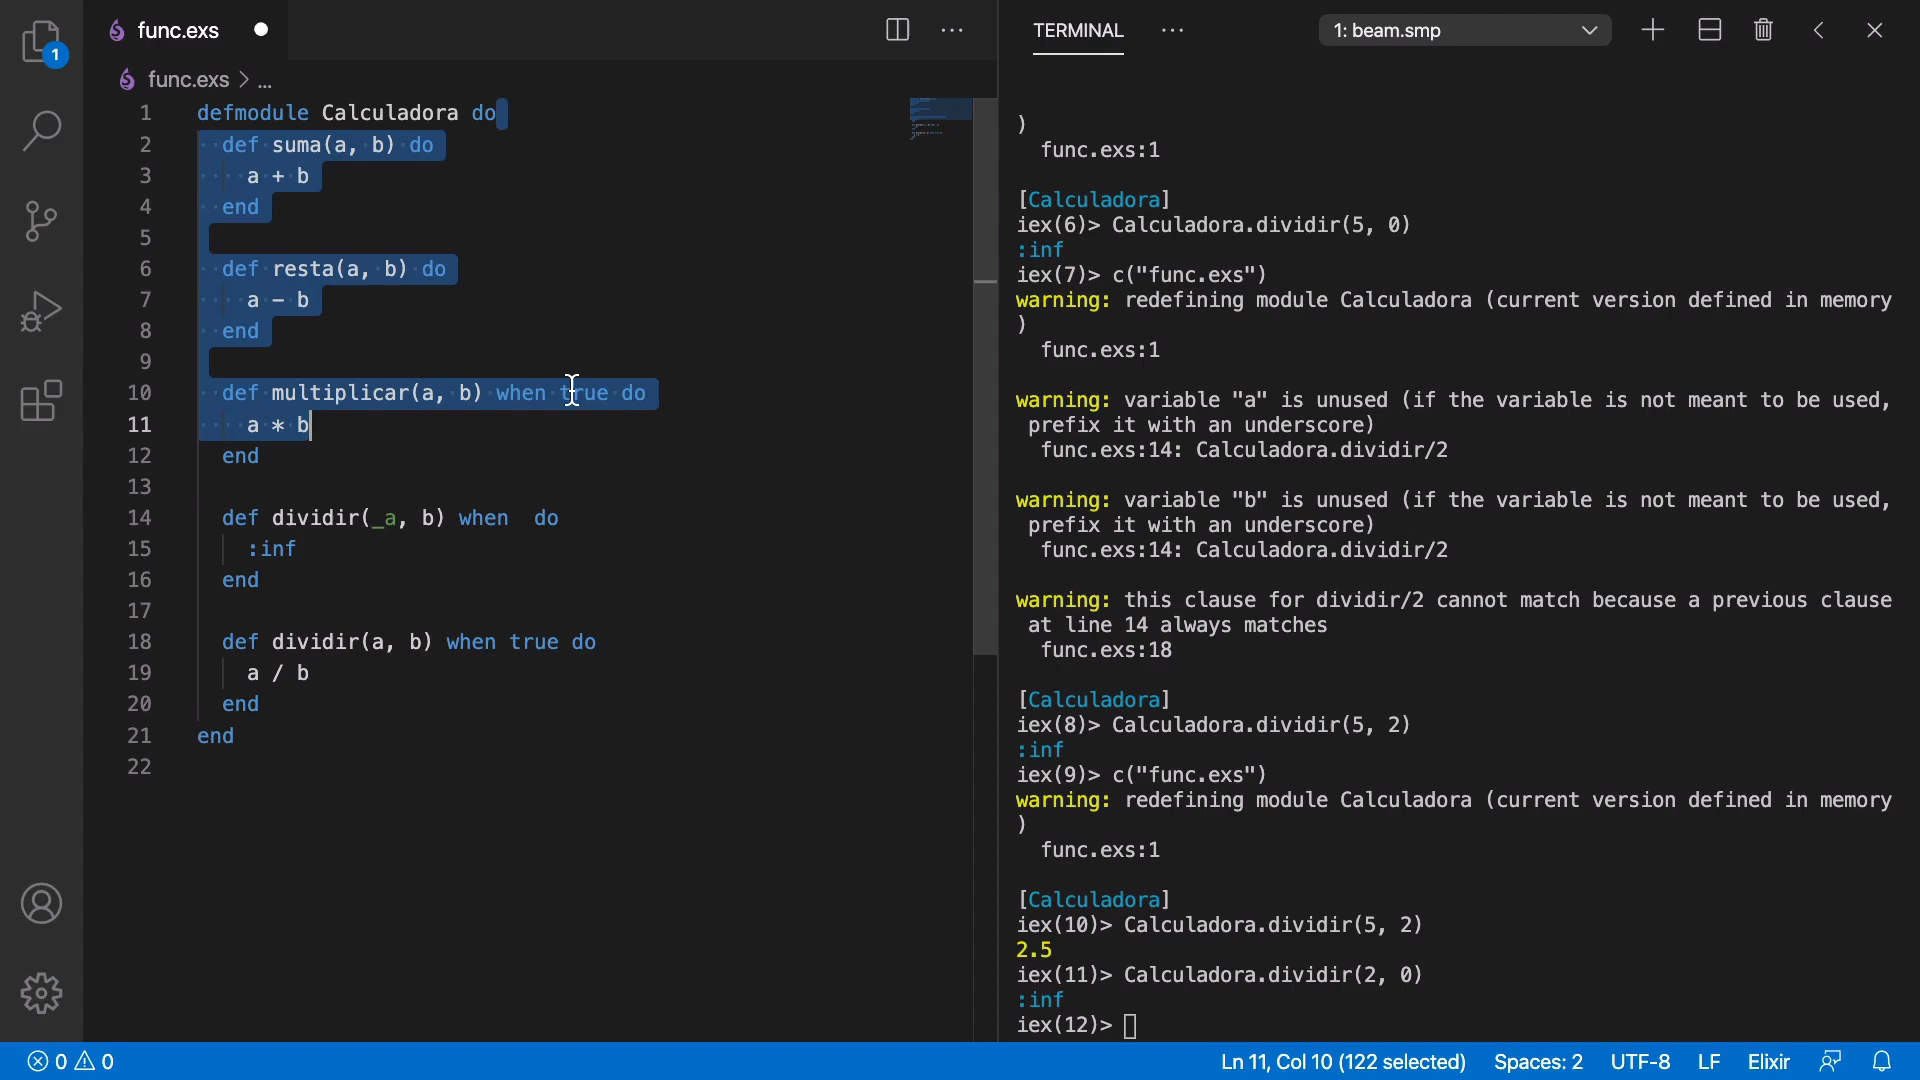 func.exs
TERMINAL
1: beam.smp
1
func.exs > ...
1 defmodule Calculadora do
2 def suma(a, b) do
3 a + b
4 end
5
6 def resta(a, b) do
7 a - b
8 end
9
10 def multiplicar(a, b) when true do
11 a * b
12 end
13
14 def dividir(_a, b) when  do
15 :inf
16 end
17
18 def dividir(a, b) when true do
19 a / b
20 end
21 end
22
)
func.exs:1
[Calculadora]
iex(6)> Calculadora.dividir(5, 0)
:inf
iex(7)> c("func.exs")
warning: redefining module Calculadora (current version defined in memory
)
func.exs:1
warning: variable "a" is unused (if the variable is not meant to be used,
prefix it with an underscore)
func.exs:14: Calculadora.dividir/2
warning: variable "b" is unused (if the variable is not meant to be used,
prefix it with an underscore)
func.exs:14: Calculadora.dividir/2
warning: this clause for dividir/2 cannot match because a previous clause
at line 14 always matches
func.exs:18
[Calculadora]
iex(8)> Calculadora.dividir(5, 2)
:inf
iex(9)> c("func.exs")
warning: redefining module Calculadora (current version defined in memory
)
func.exs:1
[Calculadora]
iex(10)> Calculadora.dividir(5, 2)
2.5
iex(11)> Calculadora.dividir(2, 0)
:inf
iex(12)>
0 0
Ln 11, Col 10 (122 selected)
Spaces: 2
UTF-8
LF
Elixir